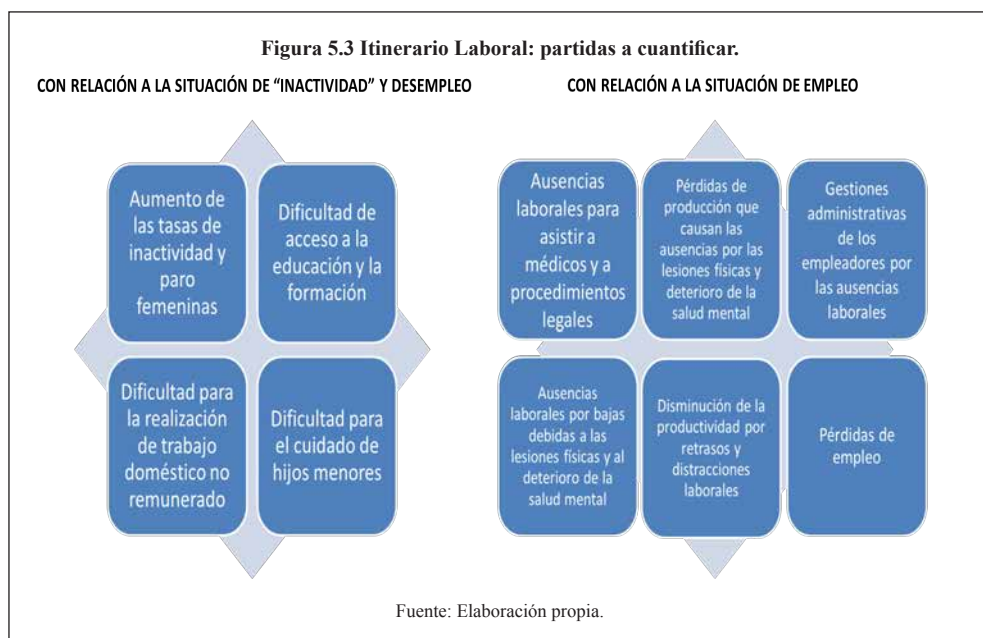 Figura 5.3 Itinerario Laboral: partidas a cuantificar.
CON RELACIÓN A LA SITUACIÓN DE “INACTIVIDAD” Y DESEMPLEO
Aumento de
las tasas de
inactividad y
paro
femeninas
Dificultad de
acceso a la
educación y la
formación
Dificultad para
la realización
de trabajo
doméstico no
remunerado
Dificultad para
el cuidado de
hijos menores
CON RELACIÓN A LA SITUACIÓN DE EMPLEO
Ausencias
laborales para
asistir a
médicos y a
procedimientos
legales
Pérdidas de
producción que
causan las
ausencias por las
lesiones físicas y
deterioro de la
salud mental
Gestiones
administrativas
de los
empleadores por
las ausencias
laborales
Ausencias
laborales por bajas
debidas a las
lesiones físicas y al
deterioro de la
salud mental
Disminución de la
productividad por
retrasos y
distracciones
laborales
Pérdidas de
empleo
Fuente: Elaboración propia.